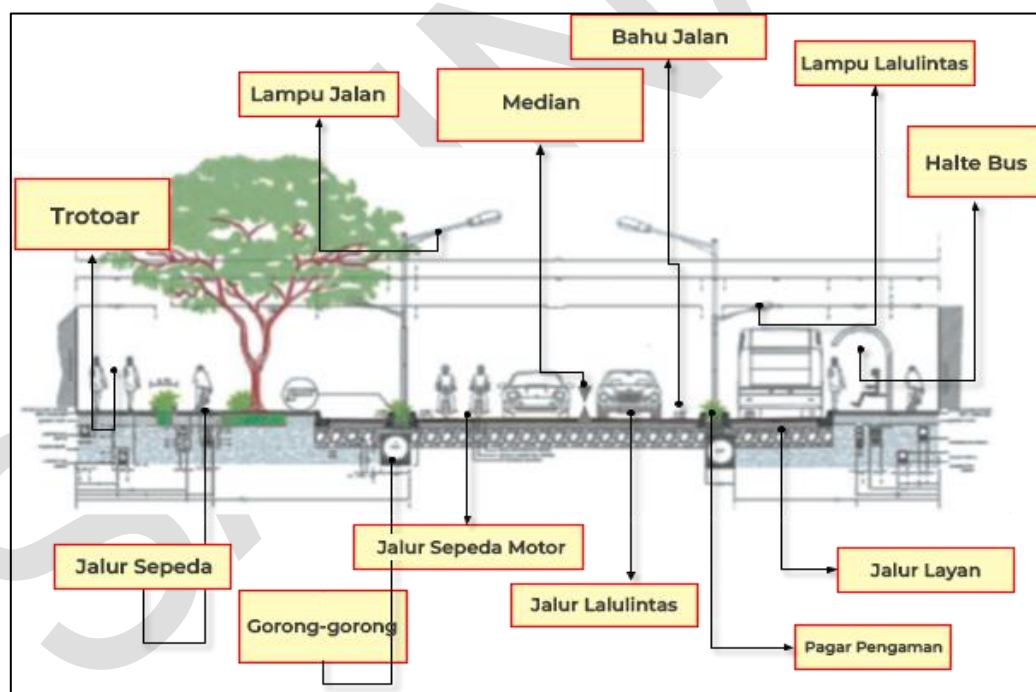 Bahu Jalan
Lampu Lalulintas
Lampu Jalan
Median
Halte Bus
Trotoar
Jalur Sepeda
Jalur Sepeda Motor
Jalur Layan
Gorong-gorong
Jalur Lalulintas
Pagar Pengaman